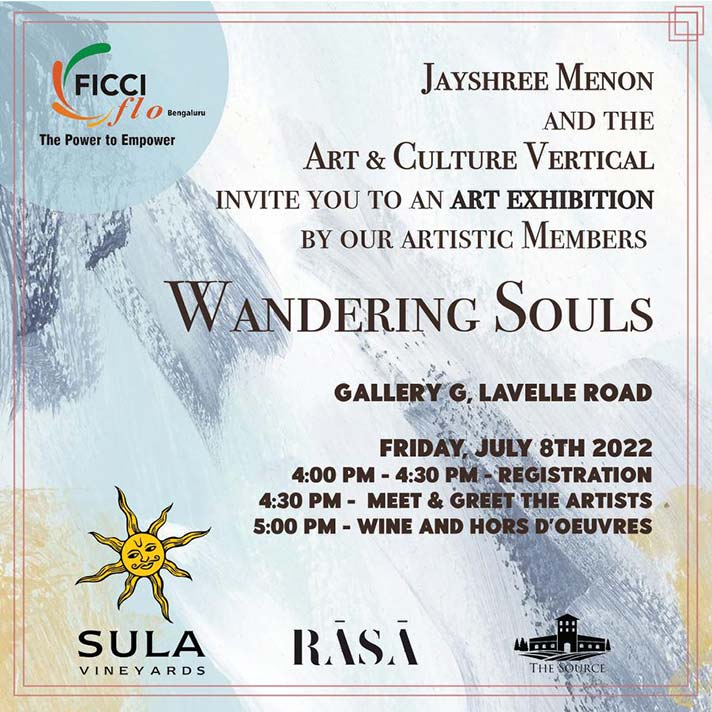 FICCI
flo Bengaluru
The Power to Empower
JAYSHREE MENON
AND THE
ART & CULTURE VERTICAL
INVITE YOU TO AN ART EXHIBITION
BY OUR ARTISTIC MEMBERS
WANDERING SOULS
GALLERY G, LAVELLE ROAD
FRIDAY, JULY 8TH 2022
4:00 PM - 4:30 PM - REGISTRATION
4:30 PM - MEET & GREET THE ARTISTS
5:00 PM - WINE AND HORS D'OEUVRES
SULA
VINEYARDS
RĀSĀ
THE SOURCE